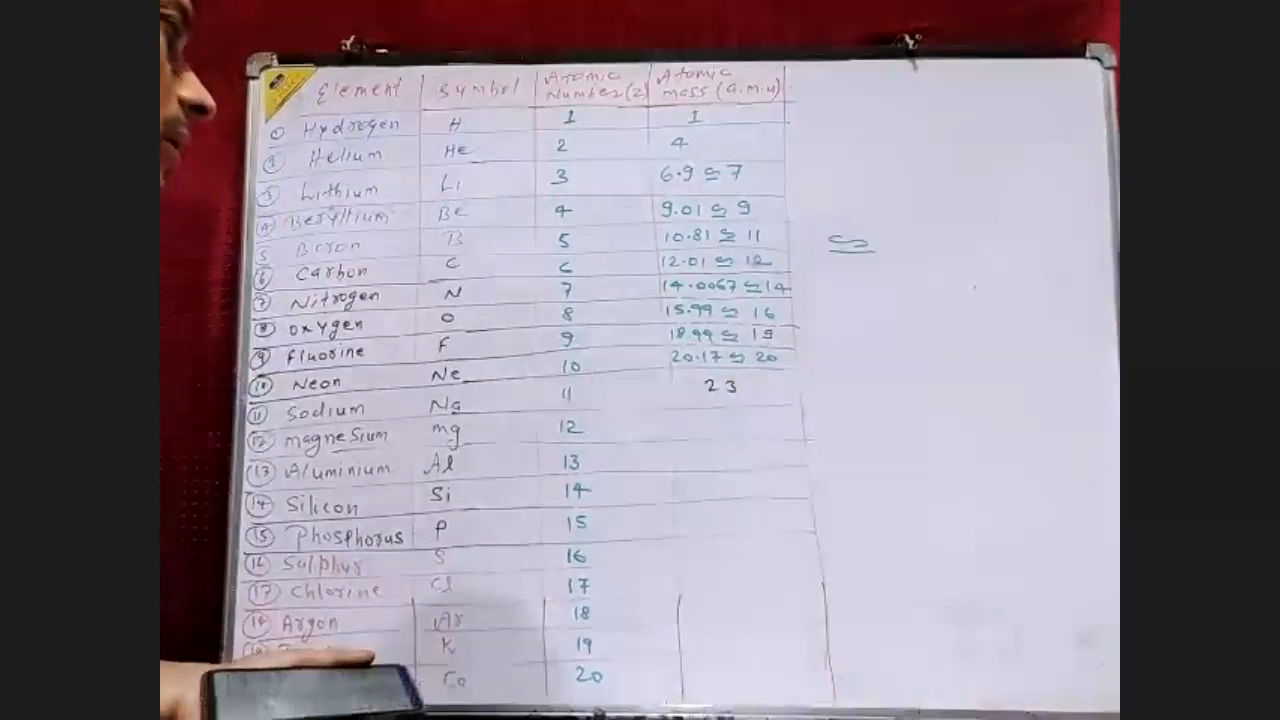 Element Symbol Atomic Number(Z) Atomic mass (a.m.u)
① Hydrogen H 1 1
② Helium He 2 4
③ Lithium Li 3 6.9 ≌ 7
④ Beryllium Be 4 9.01 ≌ 9
5 Boron B 5 10.81 ≌ 11
⑥ Carbon C 6 12.01 ≌ 12
⑦ Nitrogen N 7 14.0067 ≌ 14
⑧ Oxygen O 8 15.99 ≌ 16
⑨ Fluorine F 9 18.99 ≌ 19
⑩ Neon Ne 10 20.17 ≌ 20
⑪ Sodium Na 11 23
⑫ magnesium mg 12
⑬ Aluminium Al 13
⑭ Silicon Si 14
⑮ Phosphorus P 15
⑯ Sulphur S 16
⑰ Chlorine Cl 17
⑱ Argon Ar 18
K 19
Ca 20
≌